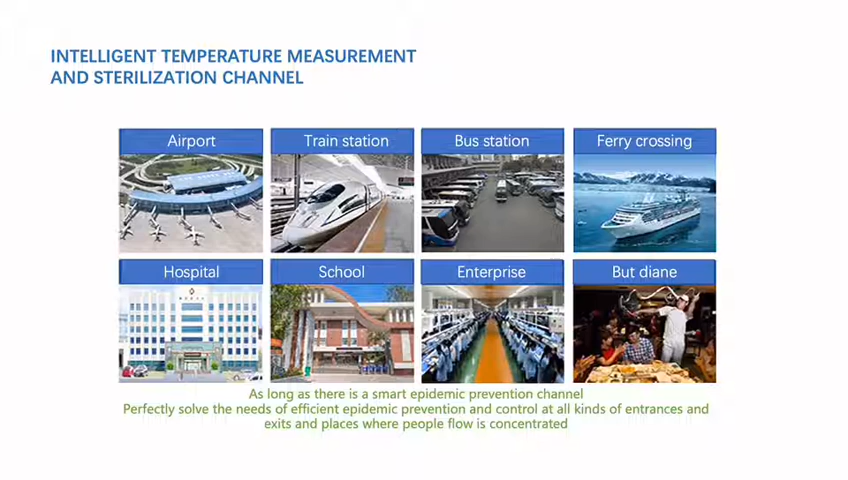 INTELLIGENT TEMPERATURE MEASUREMENT
AND STERILIZATION CHANNEL
Airport
Train station
Bus station
Ferry crossing
Hospital
School
Enterprise
But diane
As long as there is a smart epidemic prevention channel
Perfectly solve the needs of efficient epidemic prevention and control at all kinds of entrances and
exits and places where people flow is concentrated